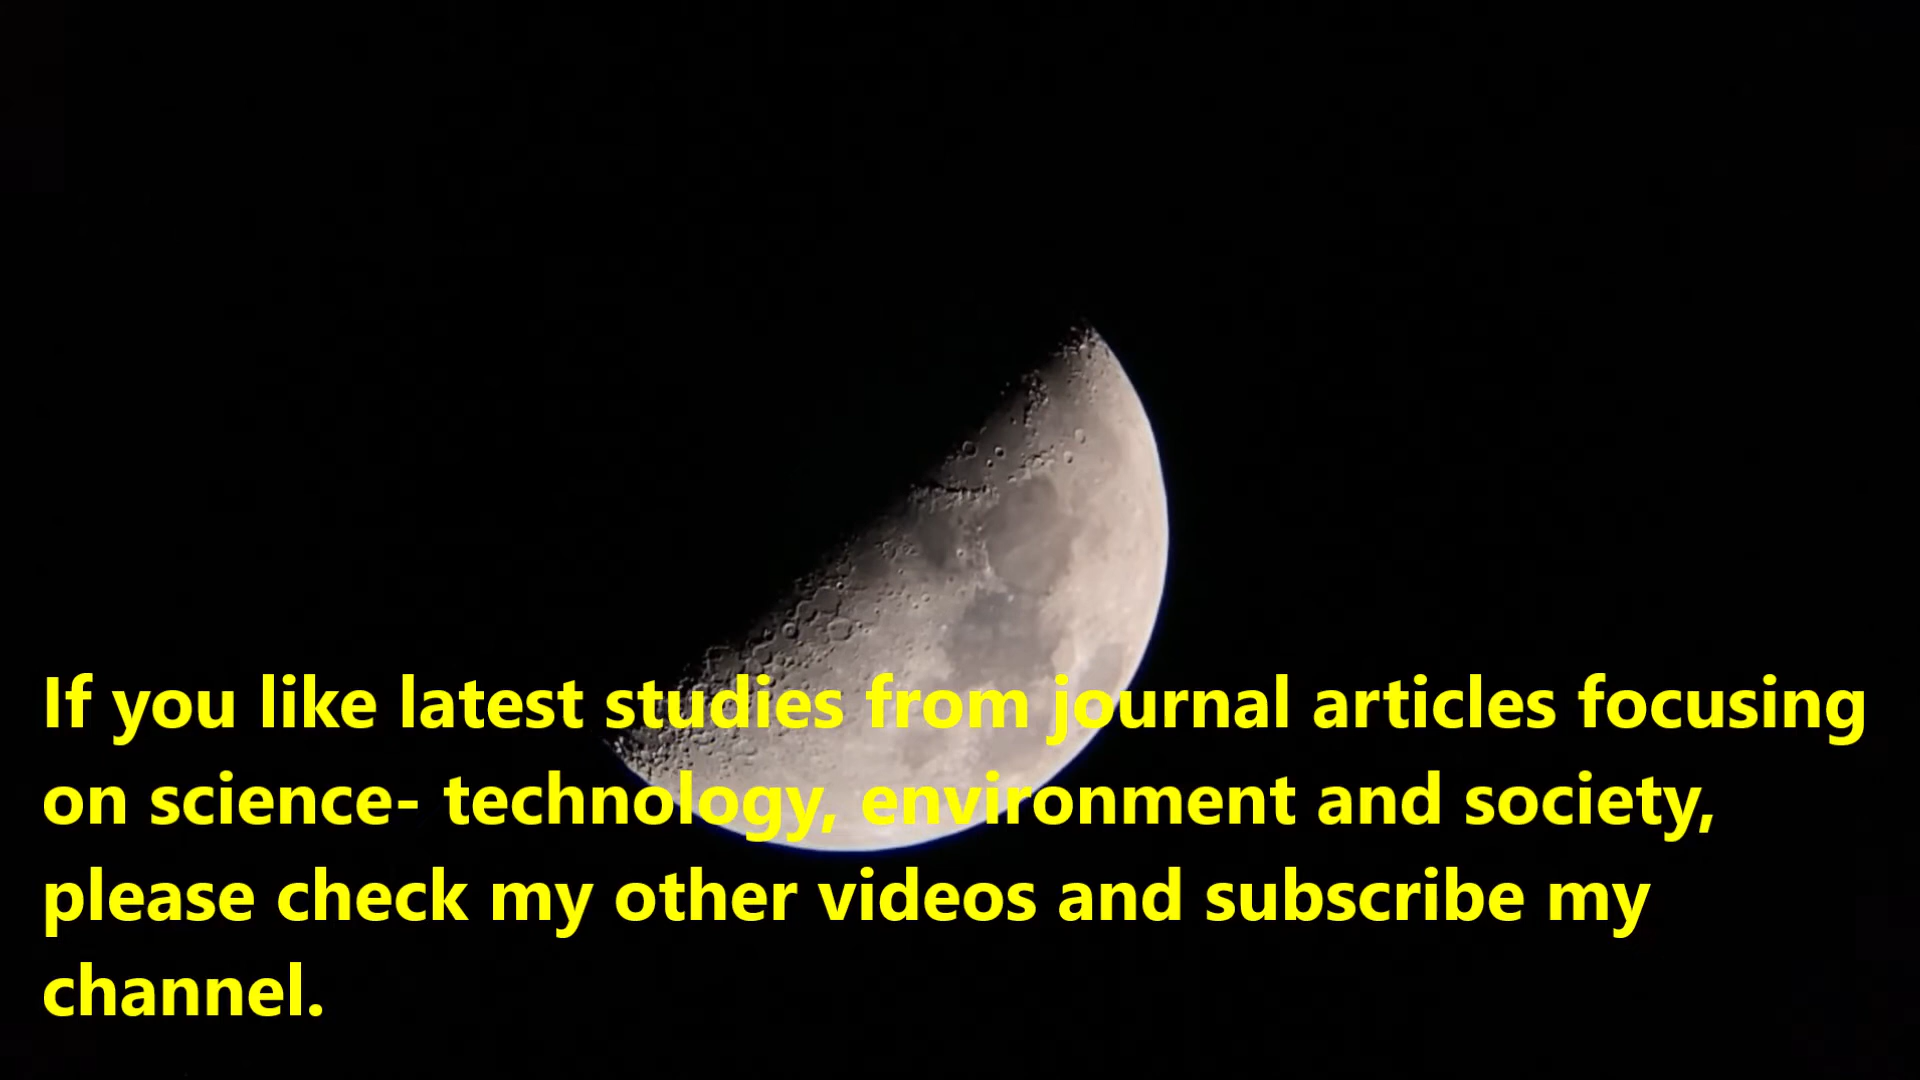 If you like latest studies from journal articles focusing
on science- technology, environment and society,
please check my other videos and subscribe my
channel.